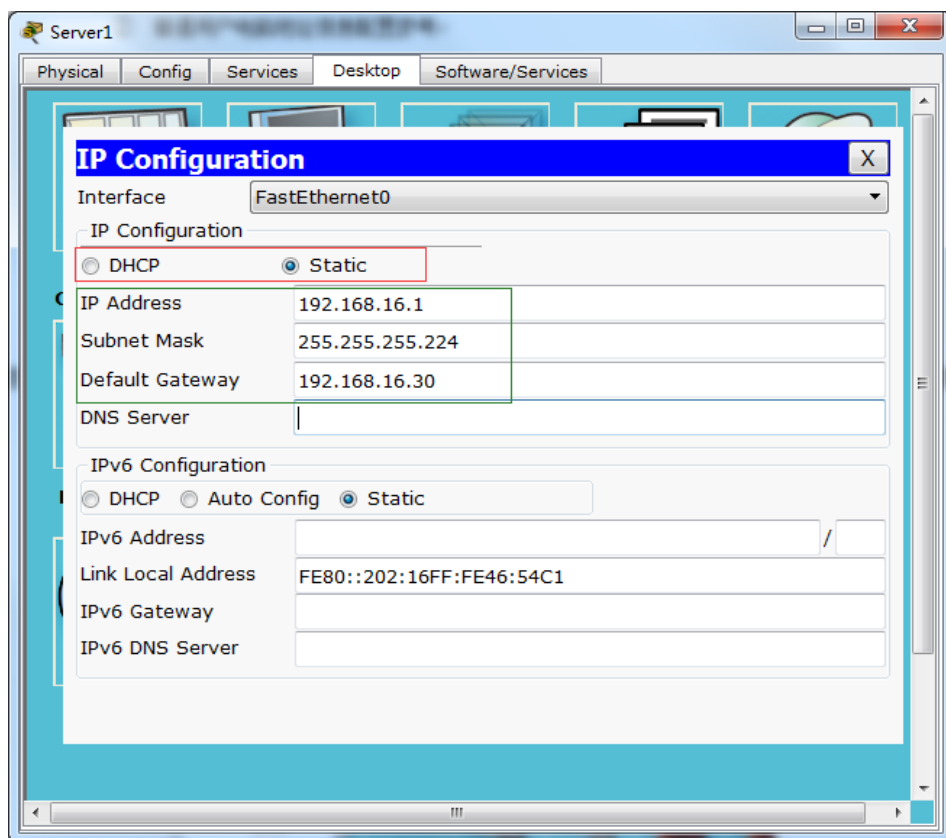 Server1
Physical Config Services Desktop Software/Services
IP Configuration X
Interface FastEthernet0
IP Configuration
DHCP Static
IP Address 192.168.16.1
Subnet Mask 255.255.255.224
Default Gateway 192.168.16.30
DNS Server
IPv6 Configuration
DHCP Auto Config Static
IPv6 Address /
Link Local Address FE80::202:16FF:FE46:54C1
IPv6 Gateway
IPv6 DNS Server